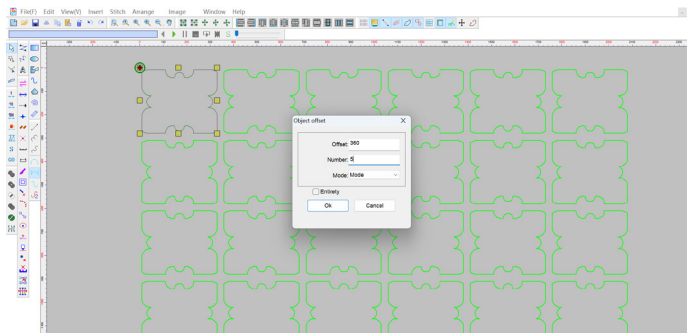 File(F) Edit View(V) Insert Stitch Arrange Image Window Help
Object offset
Offset: 360
Number: 5
Mode: Mode
Entirely
Ok Cancel